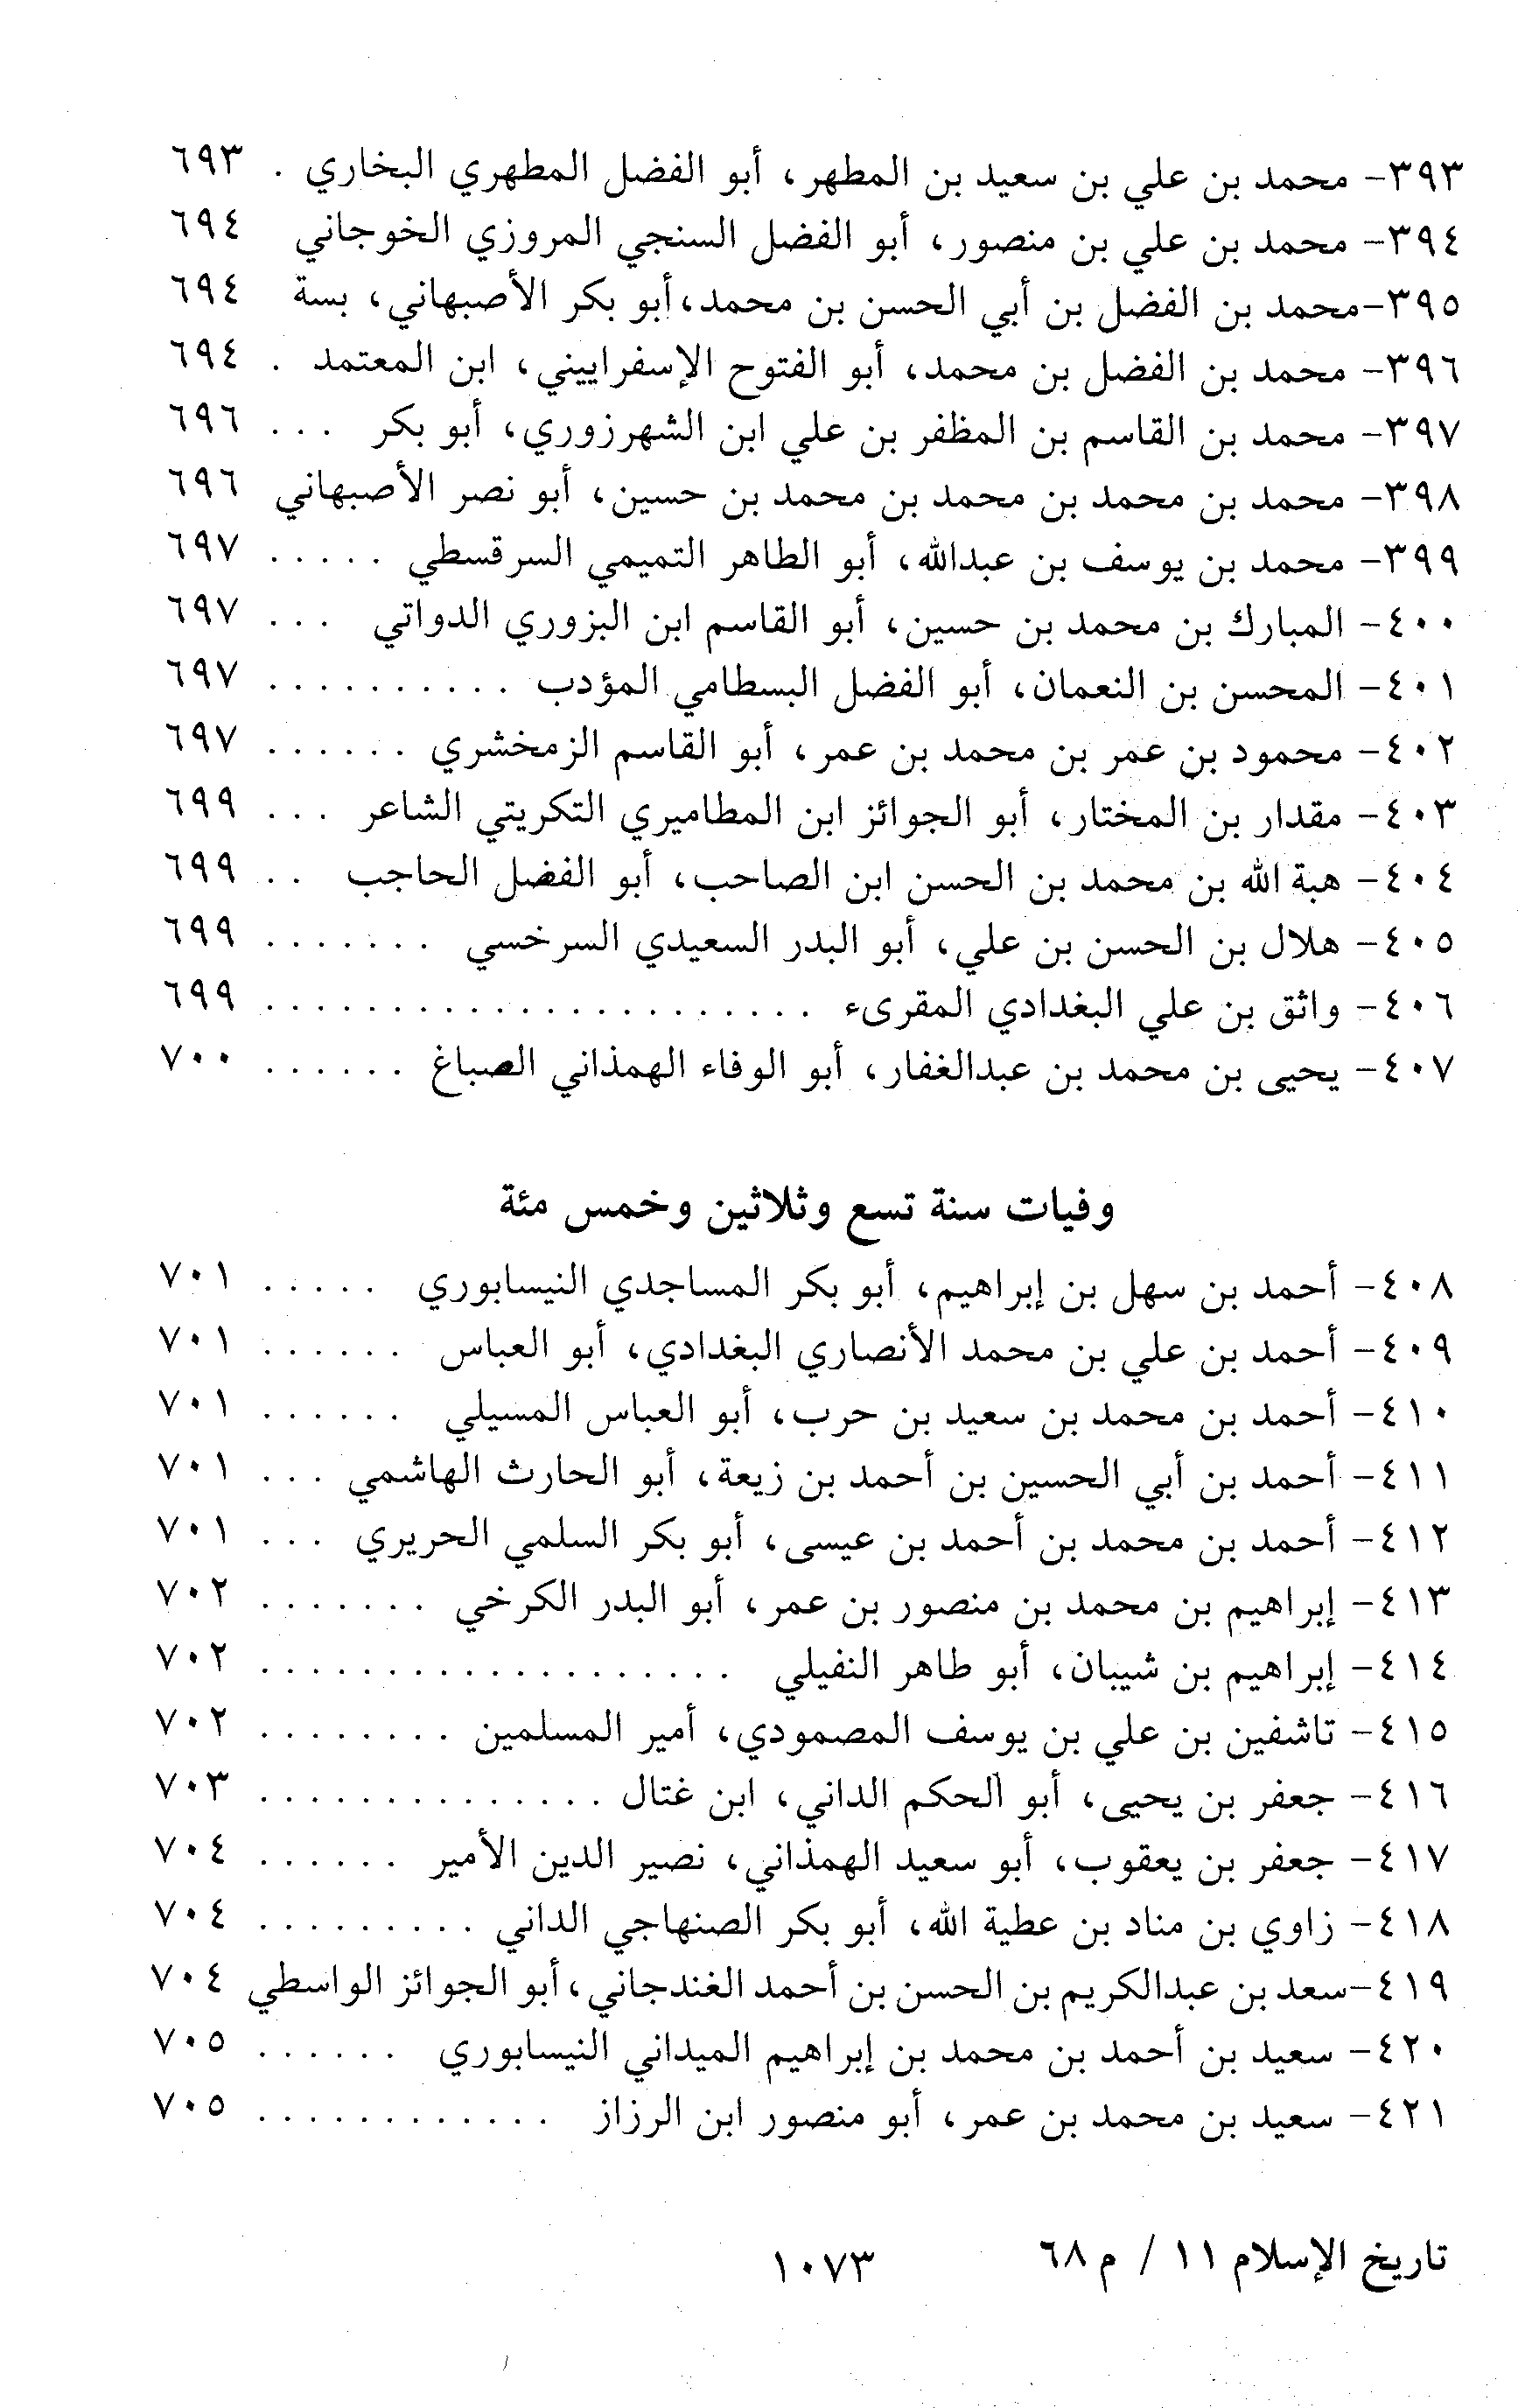 ٣٩٣- محمد بن علي بن سعيد بن المطهر، أبو الفضل المطهري البخاري . ٦٩٣
٣٩٤- محمد بن علي بن منصور، أبو الفضل السنجي المروزي الخوجاني ٦٩٤
٣٩٥-محمد بن الفضل بن أبي الحسن بن محمد،أبو بكر الأصبهاني، بسة ٦٩٤
٣٩٦- محمد بن الفضل بن محمد، أبو الفتوح الإسفراييني، ابن المعتمد . ٦٩٤
٣٩٧- محمد بن القاسم بن المظفر بن علي ابن الشهرزوري، أبو بكر . . . ٦٩٦
٣٩٨- محمد بن محمد بن محمد بن محمد بن حسين، أبو نصر الأصبهاني ٦٩٦
٣٩٩- محمد بن يوسف بن عبدالله، أبو الطاهر التميمي السرقسطي . . . . . ٦٩٧
٤٠٠- المبارك بن محمد بن حسين، أبو القاسم ابن البزوري الدواتي . . . ٦٩٧
٤٠١- المحسن بن النعمان، أبو الفضل البسطامي المؤدب . . . . . . . . . . ٦٩٧
٤٠٢- محمود بن عمر بن محمد بن عمر، أبو القاسم الزمخشري . . . . . . ٦٩٧
٤٠٣- مقدار بن المختار، أبو الجوائز ابن المطاميري التكريتي الشاعر . . . ٦٩٩
٤٠٤- هبة الله بن محمد بن الحسن ابن الصاحب، أبو الفضل الحاجب . . ٦٩٩
٤٠٥- هلال بن الحسن بن علي، أبو البدر السعيدي السرخسي . . . . . . . ٦٩٩
٤٠٦- واثق بن علي البغدادي المقرىء . . . . . . . . . . . . . . . . . . . . . . ٦٩٩
٤٠٧- يحيى بن محمد بن عبدالغفار، أبو الوفاء الهمذاني الصباغ . . . . . . ٧٠٠
وفيات سنة تسع وثلاثين وخمس مئة
٤٠٨- أحمد بن سهل بن إبراهيم، أبو بكر المساجدي النيسابوري . . . . . ٧٠١
٤٠٩- أحمد بن علي بن محمد الأنصاري البغدادي، أبو العباس . . . . . . ٧٠١
٤١٠- أحمد بن محمد بن سعيد بن حرب، أبو العباس المسيلي . . . . . . ٧٠١
٤١١- أحمد بن أبي الحسين بن أحمد بن زيعة، أبو الحارث الهاشمي . . . ٧٠١
٤١٢- أحمد بن محمد بن أحمد بن عيسى، أبو بكر السلمي الحريري . . . ٧٠١
٤١٣- إبراهيم بن محمد بن منصور بن عمر، أبو البدر الكرخي . . . . . . . ٧٠٢
٤١٤- إبراهيم بن شيبان، أبو طاهر النفيلي . . . . . . . . . . . . . . . . . . . ٧٠٢
٤١٥- تاشفين بن علي بن يوسف المصمودي، أمير المسلمين . . . . . . . . ٧٠٢
٤١٦- جعفر بن يحيى، أبو الحكم الداني، ابن غتال . . . . . . . . . . . . . . ٧٠٣
٤١٧- جعفر بن يعقوب، أبو سعيد الهمذاني، نصير الدين الأمير . . . . . . ٧٠٤
٤١٨- زاوي بن مناد بن عطية الله، أبو بكر الصنهاجي الداني . . . . . . . . . ٧٠٤
٤١٩-سعد بن عبدالكريم بن الحسن بن أحمد الغندجاني،أبو الجوائز الواسطي ٧٠٤
٤٢٠- سعيد بن أحمد بن محمد بن إبراهيم الميداني النيسابوري . . . . . . ٧٠٥
٤٢١- سعيد بن محمد بن عمر، أبو منصور ابن الرزاز . . . . . . . . . . . . ٧٠٥
تاريخ الإسلام ١١ / م ٦٨
١٠٧٣